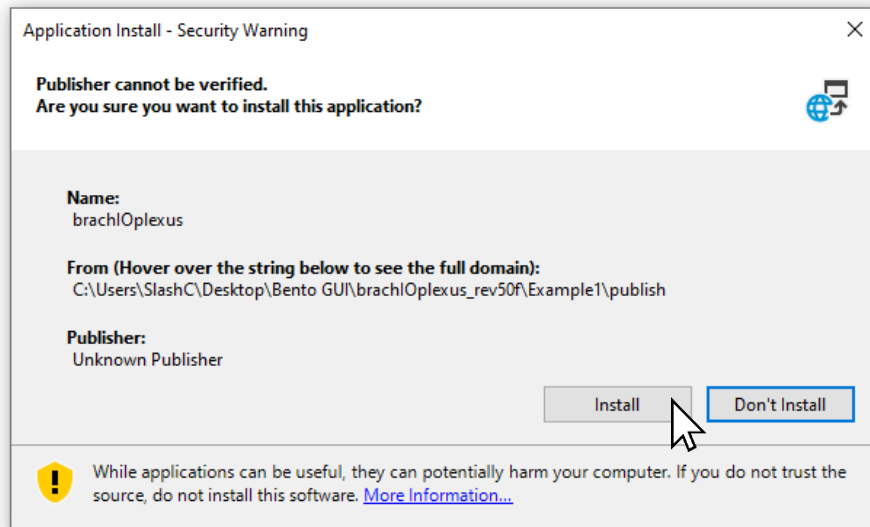 Application Install - Security Warning
Publisher cannot be verified.
Are you sure you want to install this application?
Name:
brachIOplexus
From (Hover over the string below to see the full domain):
C:\Users\SlashC\Desktop\Bento GUI\brachIOplexus_rev50f\Example1\publish
Publisher:
Unknown Publisher
Install Don't Install
While applications can be useful, they can potentially harm your computer. If you do not trust the
source, do not install this software. More Information...